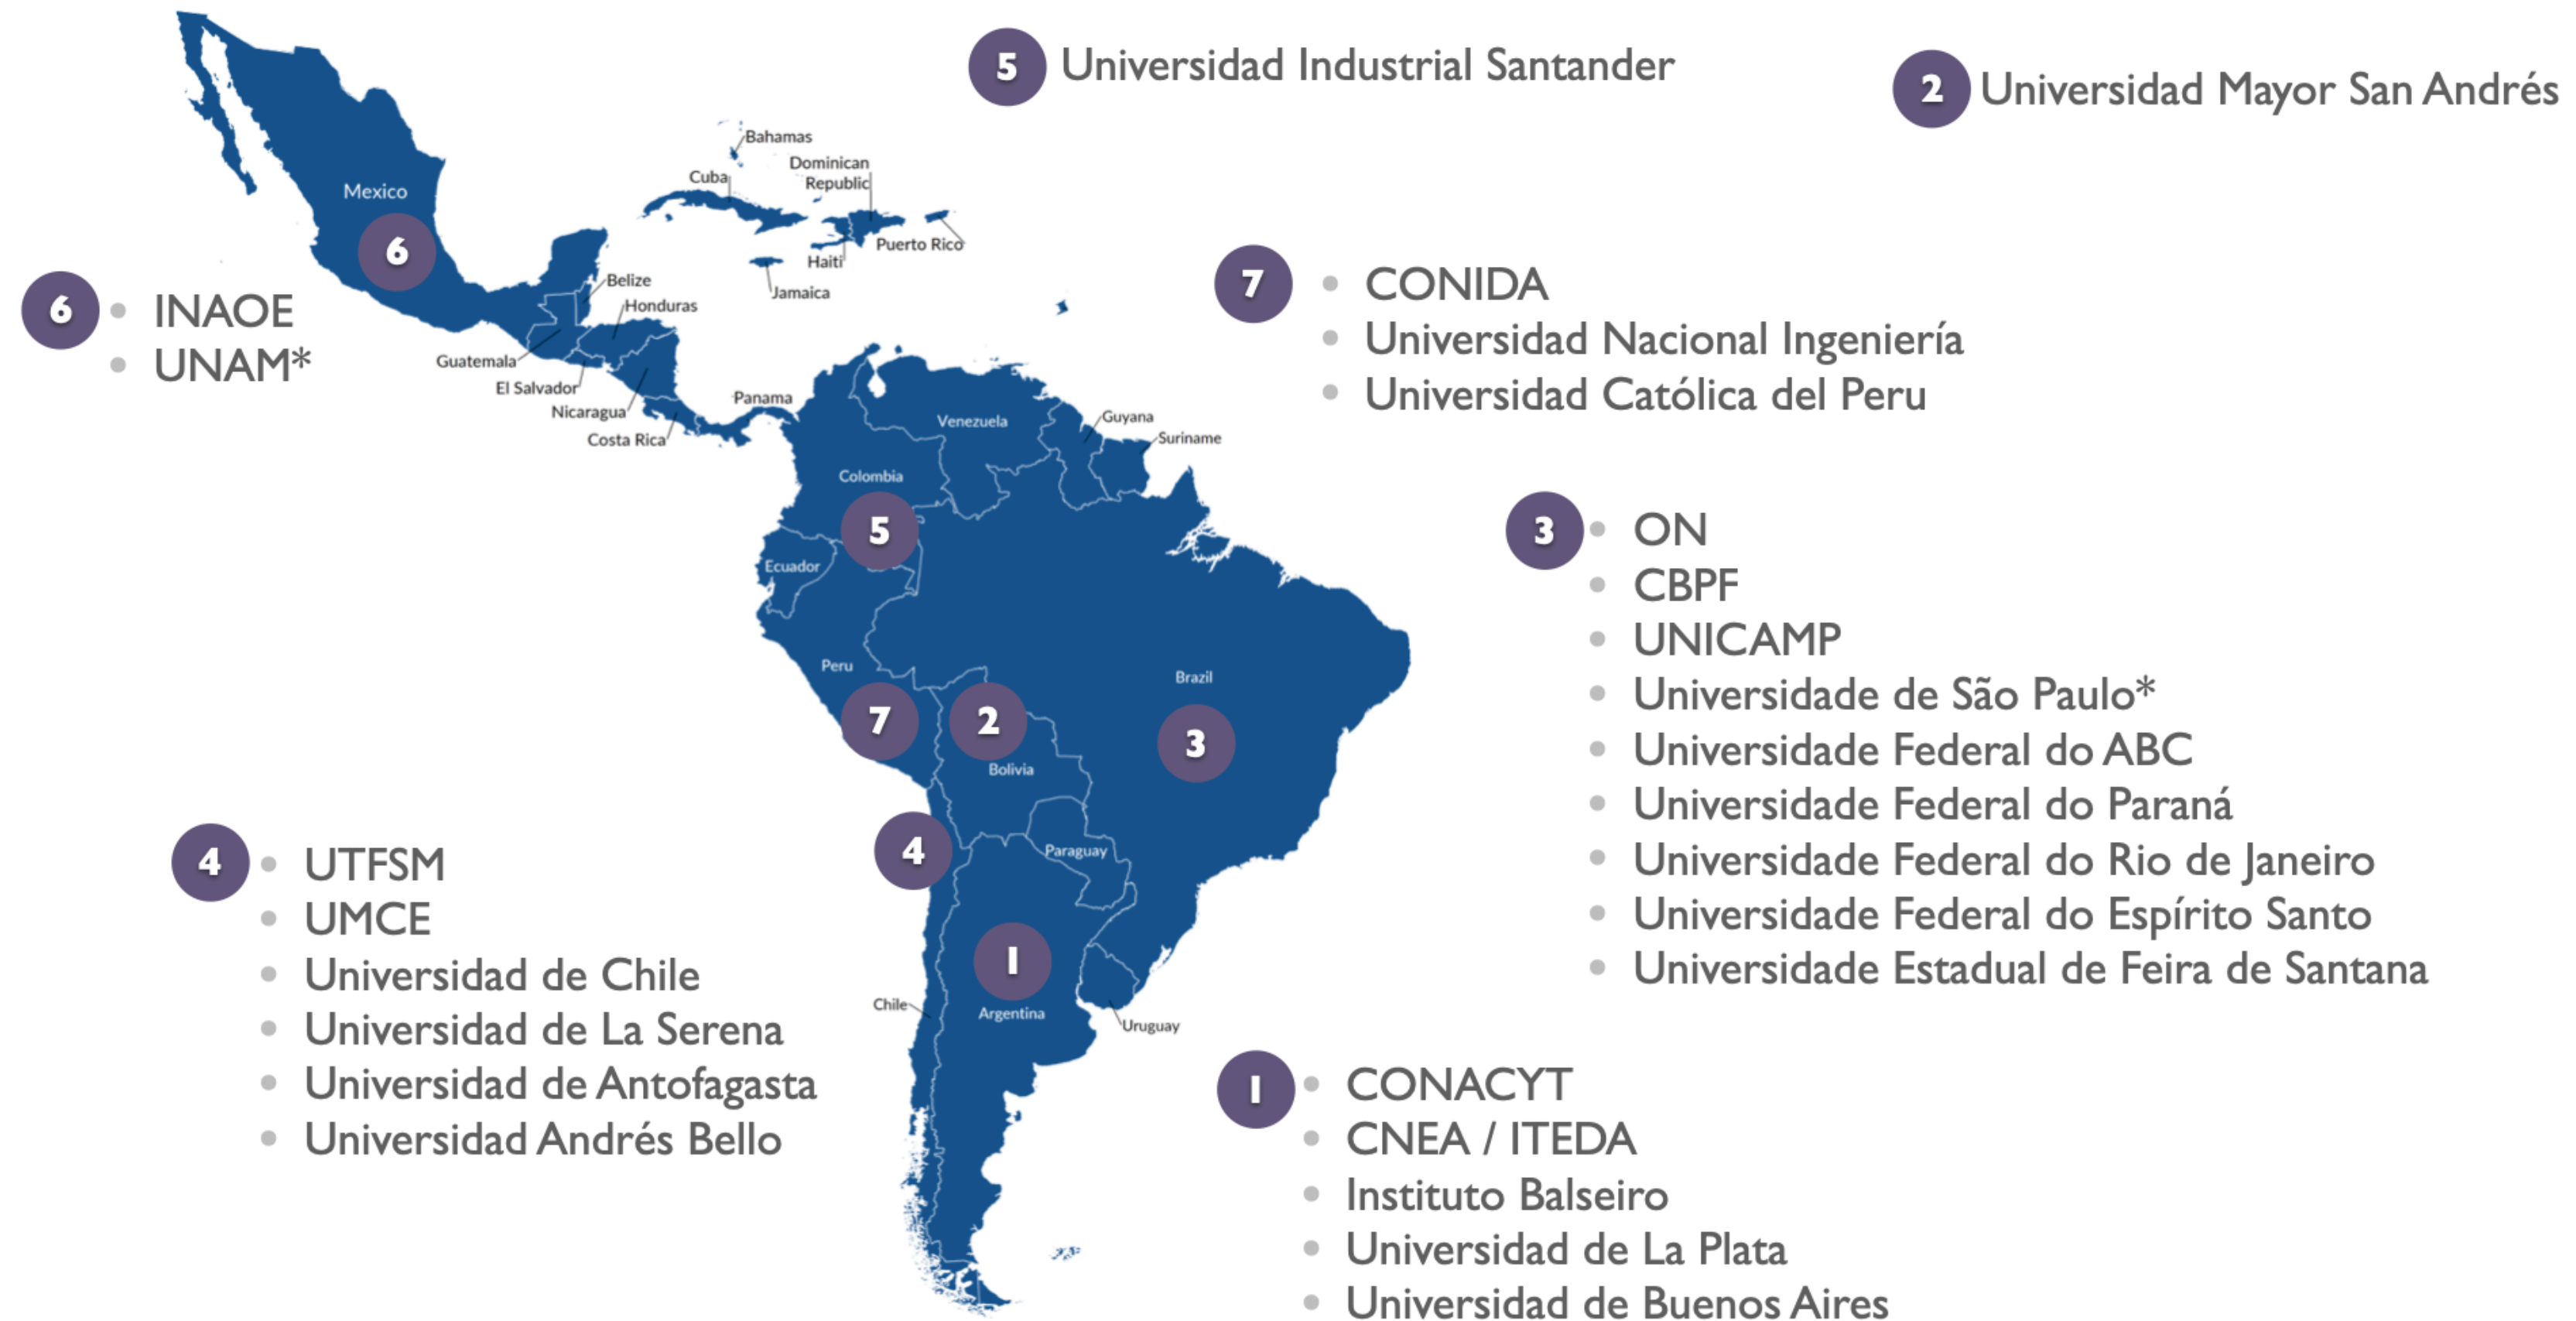 5 Universidad Industrial Santander
2 Universidad Mayor San Andrés
Bahamas
Dominican
Republic
Cuba
Mexico
Puerto Rico
Haiti
Jamaica
6
Belize
Honduras
Guatemala
El Salvador
Nicaragua
Costa Rica
Panama
6
• INAOE
• UNAM*
7
• CONIDA
• Universidad Nacional Ingeniería
• Universidad Católica del Peru
Venezuela
Guyana
Suriname
Colombia
5
Ecuador
Peru
Brazil
7
2
3
Bolivia
4
Paraguay
1
Chile
Argentina
Uruguay
3
• ON
• CBPF
• UNICAMP
• Universidade de São Paulo*
• Universidade Federal do ABC
• Universidade Federal do Paraná
• Universidade Federal do Rio de Janeiro
• Universidade Federal do Espírito Santo
• Universidade Estadual de Feira de Santana
4
• UTFSM
• UMCE
• Universidad de Chile
• Universidad de La Serena
• Universidad de Antofagasta
• Universidad Andrés Bello
1
• CONACYT
• CNEA / ITEDA
• Instituto Balseiro
• Universidad de La Plata
• Universidad de Buenos Aires